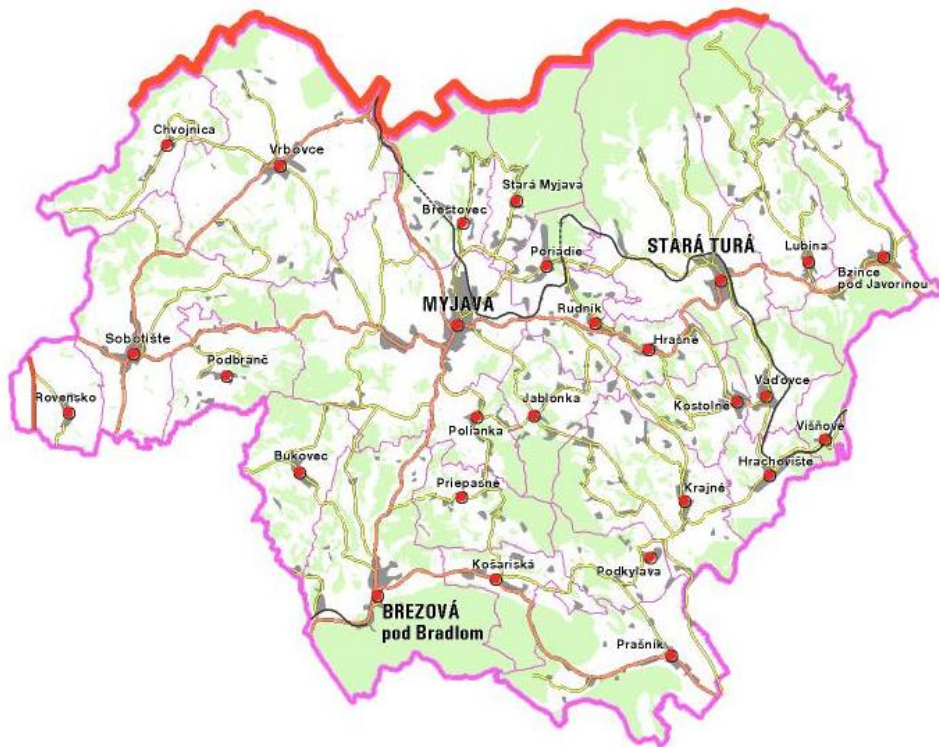 Chvojnica
Vrbovce
Stará Myjava
Brestovec
Poriadie
STARÁ TURÁ
Lubina
Bzince
pod Javorinou
MYJAVA
Rudník
Sobotište
Hrašné
Podbranč
Rovensko
Jablonka
Kostolné
Vaďovce
Polianka
Višňové
Bukovec
Hrachovište
Priepasné
Krajné
Košariská
Podkylava
BREZOVÁ
pod Bradlom
Prašník